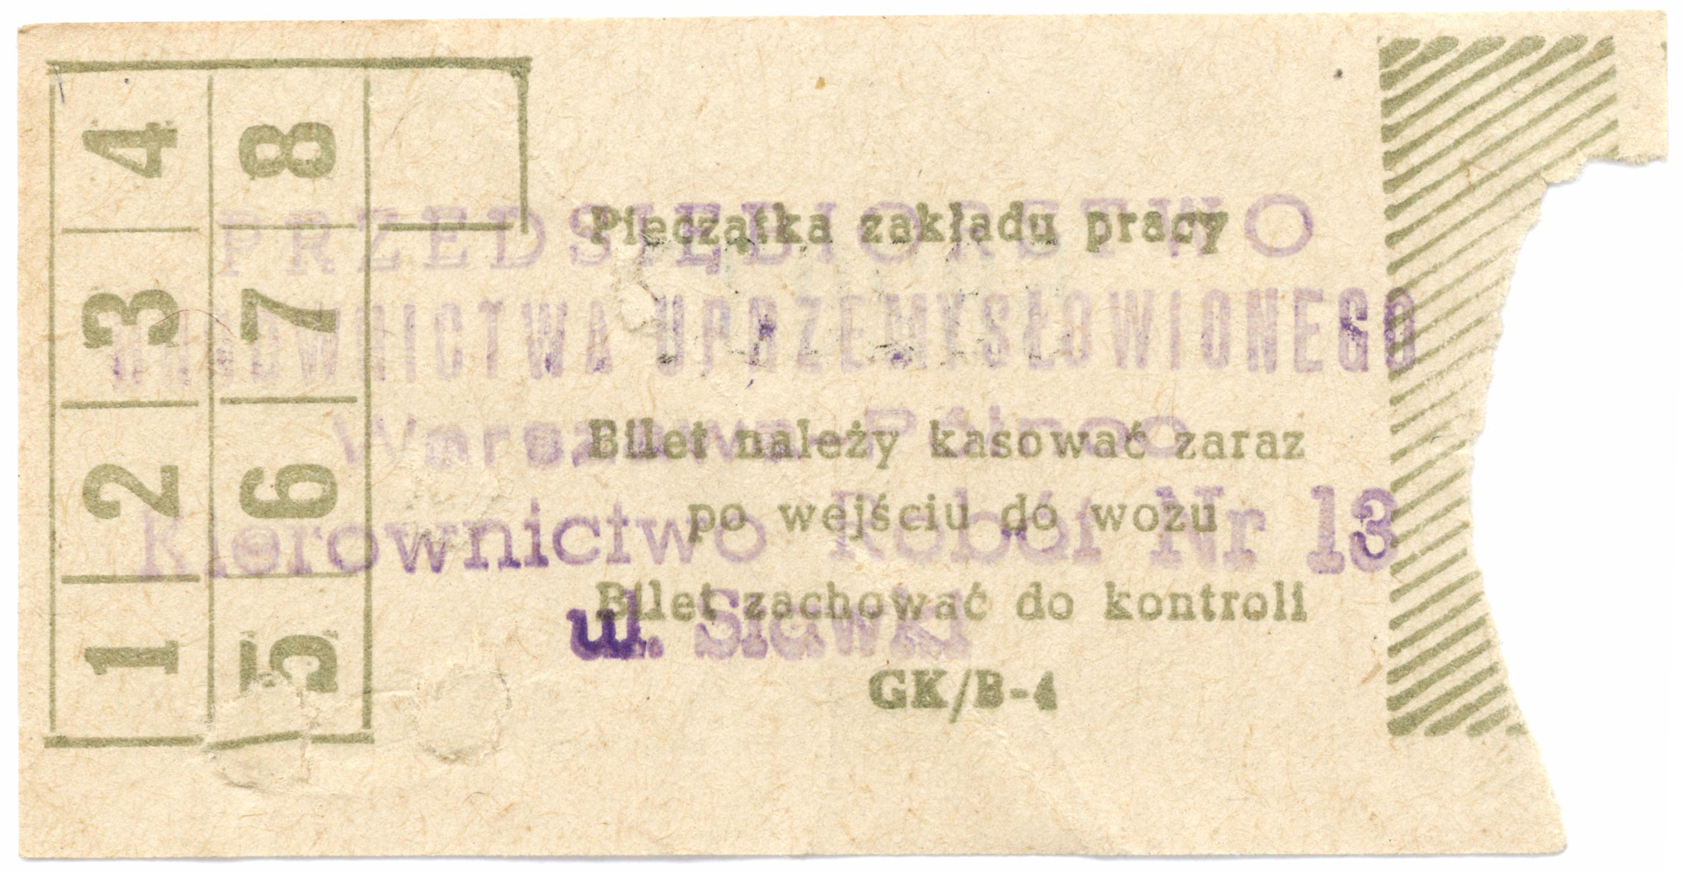 4 8
3 7
2 6
1 5
Pieczątka zakładu pracy
PRZEDSIĘBIORSTWO
BUDOWNICTWA UPRZEMYSŁOWIONEGO
Warszawa-Północ
Bilet należy kasować zaraz
po wejściu do wozu
Kierownictwo Robót Nr 13
Bilet zachować do kontroli
ul.
GK/B-4